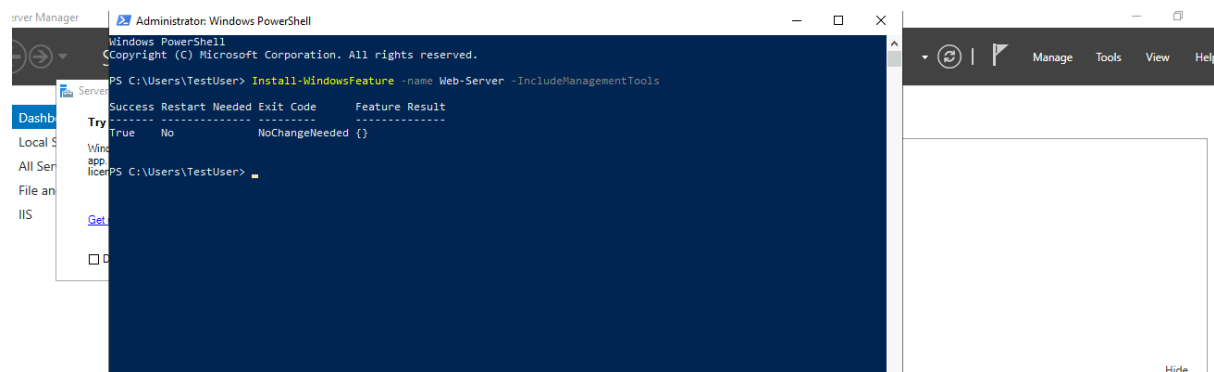 erver Manager
Administrator: Windows PowerShell
Manage Tools View Help
Windows PowerShell
Copyright (C) Microsoft Corporation. All rights reserved.
PS C:\Users\TestUser> Install-WindowsFeature -name Web-Server -IncludeManagementTools
Success Restart Needed Exit Code Feature Result
------- -------------- --------- --------------
True No NoChangeNeeded {}
PS C:\Users\TestUser>
Server
Dashb
Local S
All Ser
File an
IIS
Try
Wind
app.
licen
Get
D
Hide